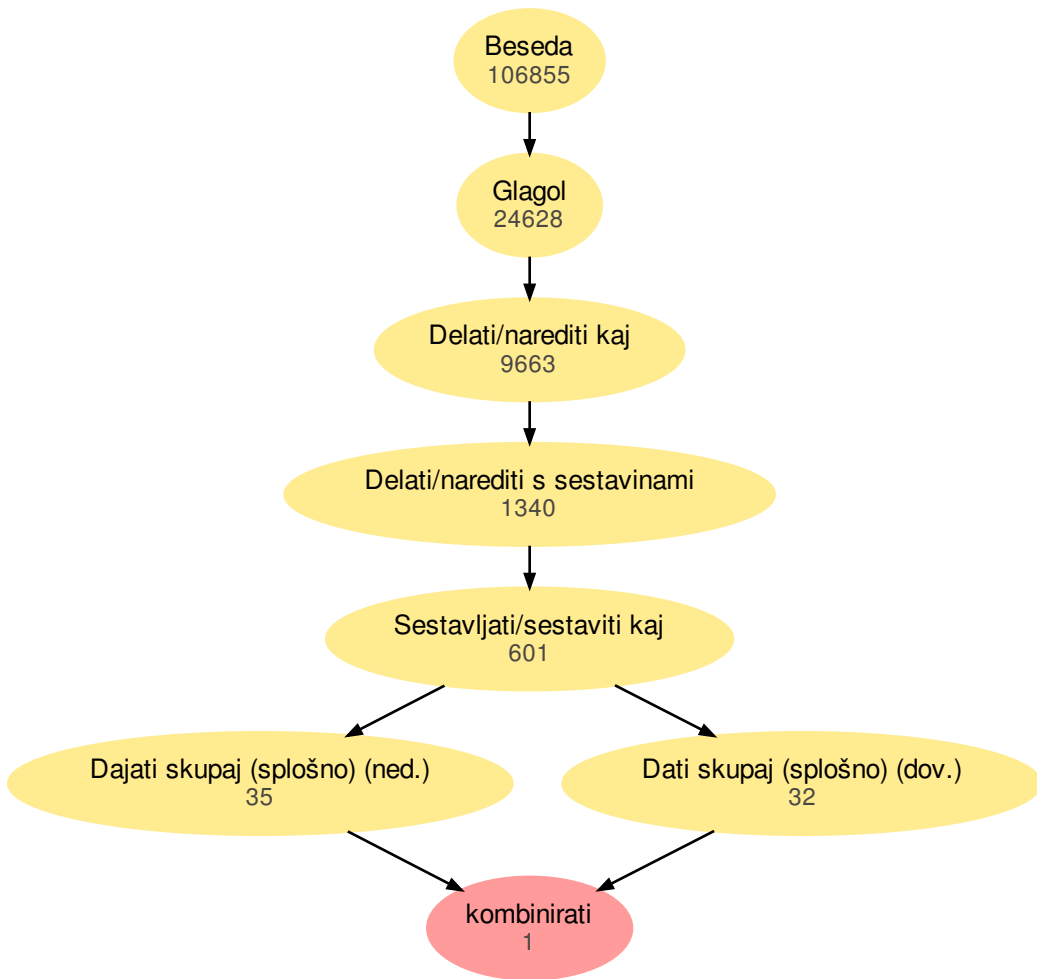 Beseda
106855
Glagol
24628
Delati/narediti kaj
9663
Delati/narediti s sestavinami
1340
Sestavljati/sestaviti kaj
601
Dajati skupaj (splošno) (ned.)
35
Dati skupaj (splošno) (dov.)
32
kombinirati
1